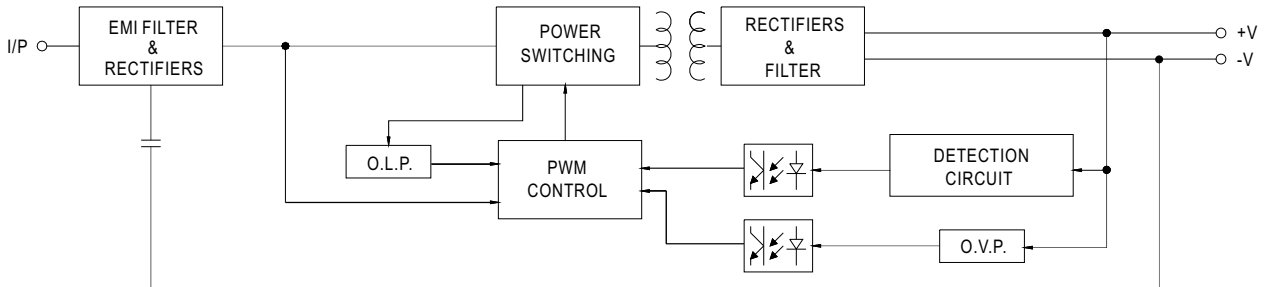 I/P
EMI FILTER
&
RECTIFIERS
POWER
SWITCHING
RECTIFIERS
&
FILTER
+V
-V
O.L.P.
PWM
CONTROL
DETECTION
CIRCUIT
O.V.P.